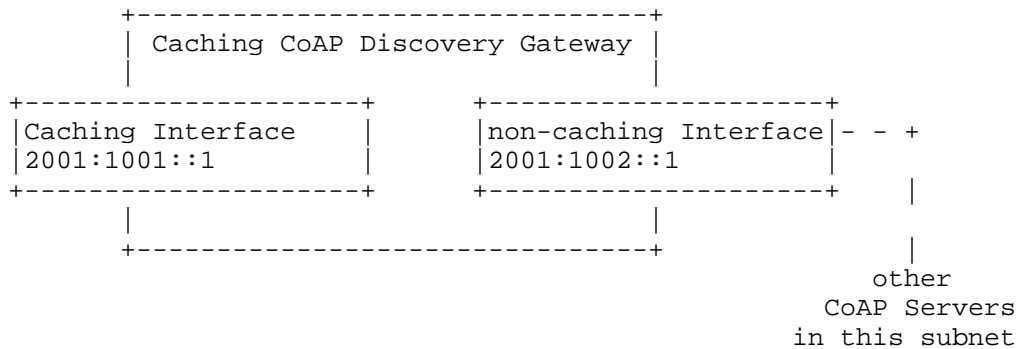 Caching CoAP Discovery Gateway
Caching Interface non-caching Interface
2001:1001::1 2001:1002::1
other
CoAP Servers
in this subnet